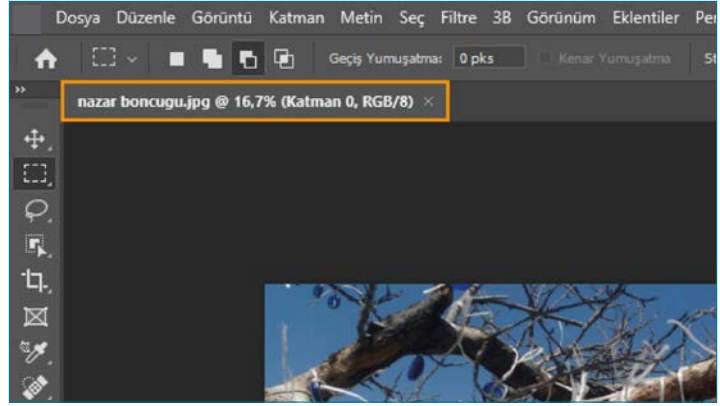 Dosya Düzenle Görüntü Katman Metin Seç Filtre 3B Görünüm Eklentiler
Geçiş Yumuşatma: 0 pks Kenar Yumuşatma
nazar boncugu.jpg @ 16,7% (Katman 0, RGB/8) ×